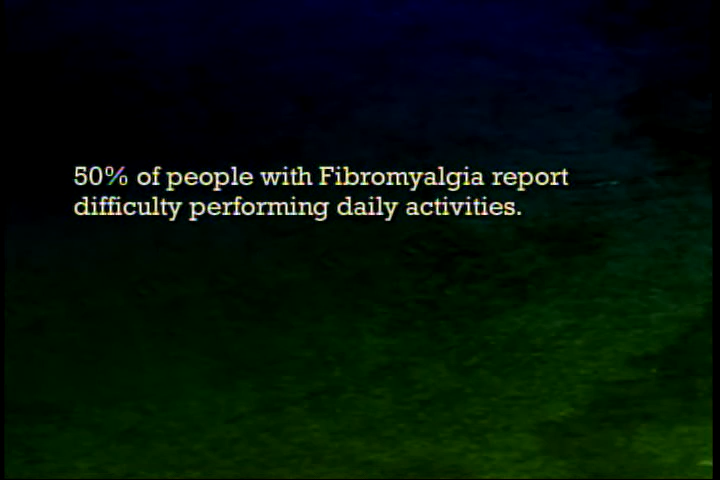 50% of people with Fibromyalgia report
difficulty performing daily activities.